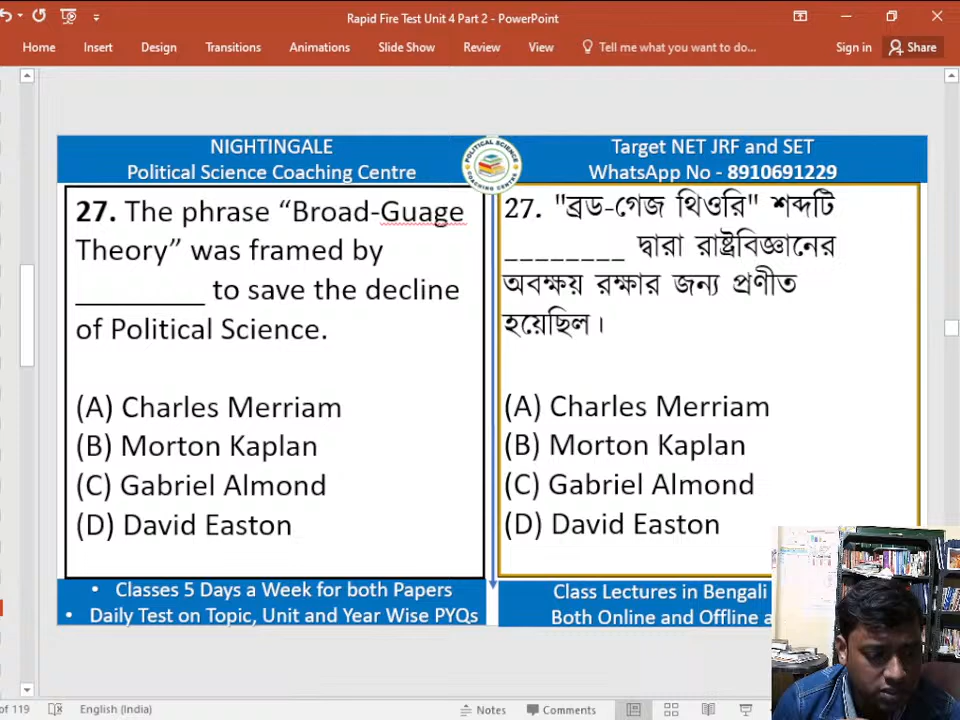 Rapid Fire Test Unit 4 Part 2 - PowerPoint
Home Insert Design Transitions Animations Slide Show Review View Tell me what you want to do... Sign in Share
NIGHTINGALE
Political Science Coaching Centre
POLITICAL SCIENCE
COACHING CENTRE
Target NET JRF and SET
WhatsApp No - 8910691229
27. The phrase “Broad-Guage
Theory” was framed by
_________ to save the decline
of Political Science.
(A) Charles Merriam
(B) Morton Kaplan
(C) Gabriel Almond
(D) David Easton
27. "ব্রড-গেজ থিওরি" শব্দটি
________ দ্বারা রাষ্ট্রবিজ্ঞানের
অবক্ষয় রক্ষার জন্য প্রণীত
হয়েছিল।
(A) Charles Merriam
(B) Morton Kaplan
(C) Gabriel Almond
(D) David Easton
• Classes 5 Days a Week for both Papers
• Daily Test on Topic, Unit and Year Wise PYQs
Class Lectures in Bengali
Both Online and Offline a
of 119 English (India) Notes Comments